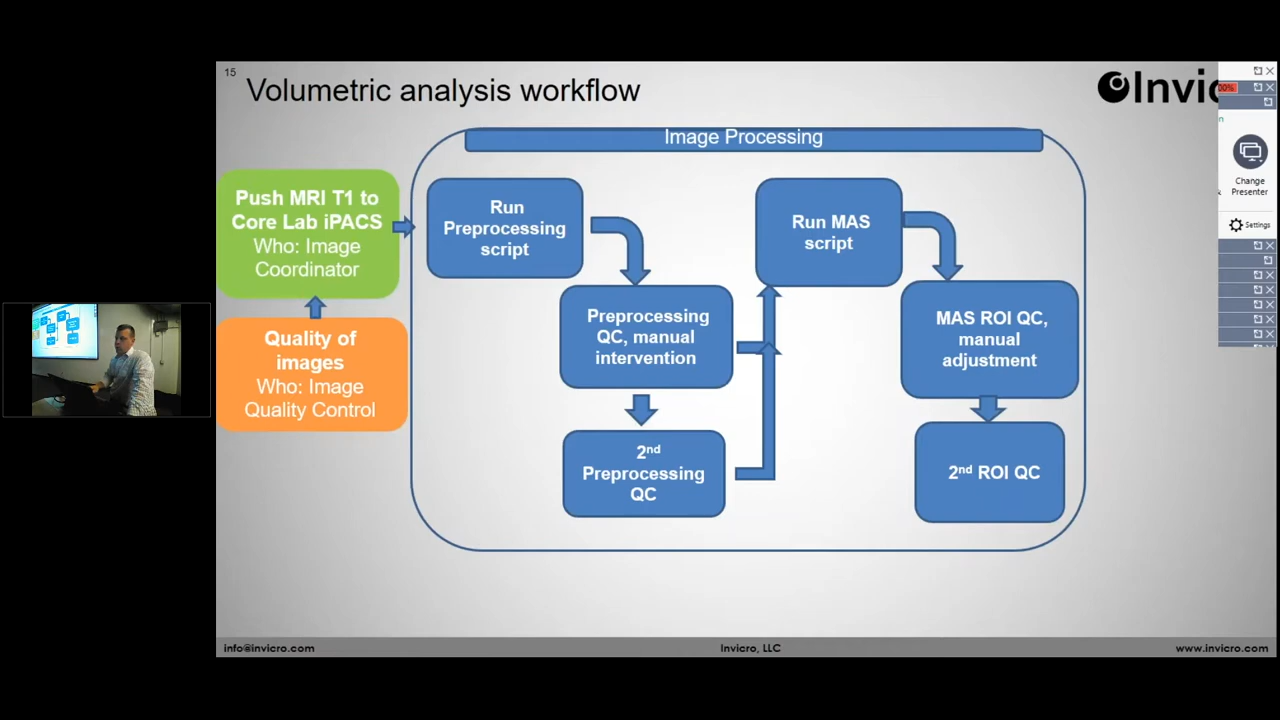 15
Volumetric analysis workflow
Invic
Image Processing
Push MRI T1 to
Core Lab iPACS
Who: Image
Coordinator
Quality of
images
Who: Image
Quality Control
Run
Preprocessing
script
Preprocessing
QC, manual
intervention
2nd
Preprocessing
QC
Run MAS
script
MAS ROI QC,
manual
adjustment
2nd ROI QC
00%
n
Change
Presenter
Settings
info@invicro.com
Invicro, LLC
www.invicro.com